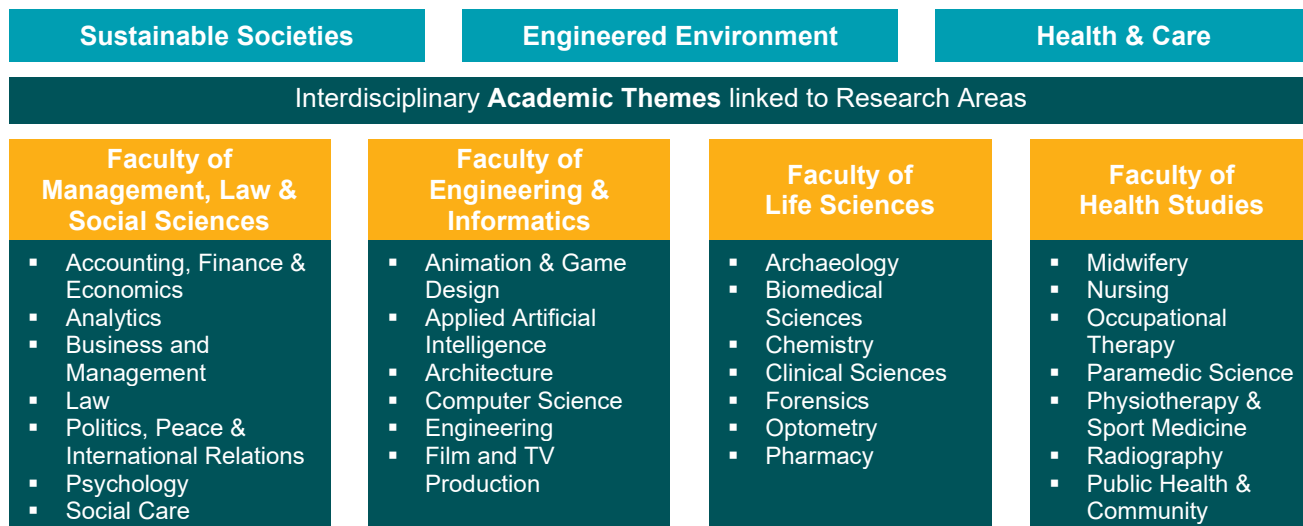 Sustainable Societies
Engineered Environment
Health & Care
Interdisciplinary Academic Themes linked to Research Areas
Faculty of
Management, Law &
Social Sciences
▪ Accounting, Finance &
Economics
▪ Analytics
▪ Business and
Management
▪ Law
▪ Politics, Peace &
International Relations
▪ Psychology
▪ Social Care
Faculty of
Engineering &
Informatics
▪ Animation & Game
Design
▪ Applied Artificial
Intelligence
▪ Architecture
▪ Computer Science
▪ Engineering
▪ Film and TV
Production
Faculty of
Life Sciences
▪ Archaeology
▪ Biomedical
Sciences
▪ Chemistry
▪ Clinical Sciences
▪ Forensics
▪ Optometry
▪ Pharmacy
Faculty of
Health Studies
▪ Midwifery
▪ Nursing
▪ Occupational
Therapy
▪ Paramedic Science
▪ Physiotherapy &
Sport Medicine
▪ Radiography
▪ Public Health &
Community